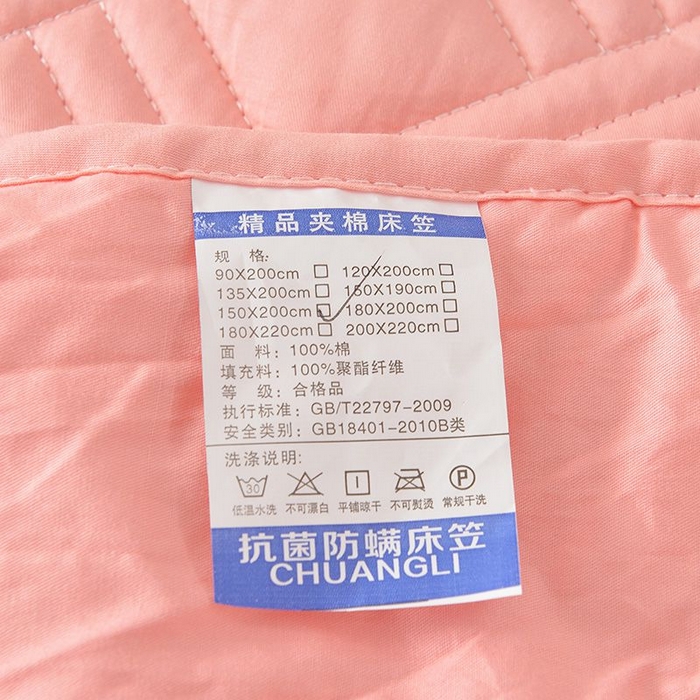 精品夹棉床笠
规 格:
90X200cm □ 120X200cm □
135X200cm □ 150X190cm □
150X200cm □ 180X200cm □
180X220cm □ 200X220cm □
面 料: 100%棉
填充料: 100%聚酯纤维
等 级: 合格品
执行标准: GB/T22797-2009
安全类别: GB18401-2010B类
洗涤说明:
30 P
低温水洗 不可漂白 平铺晾干 不可熨烫 常规干洗
抗菌防螨床笠
CHUANGLI